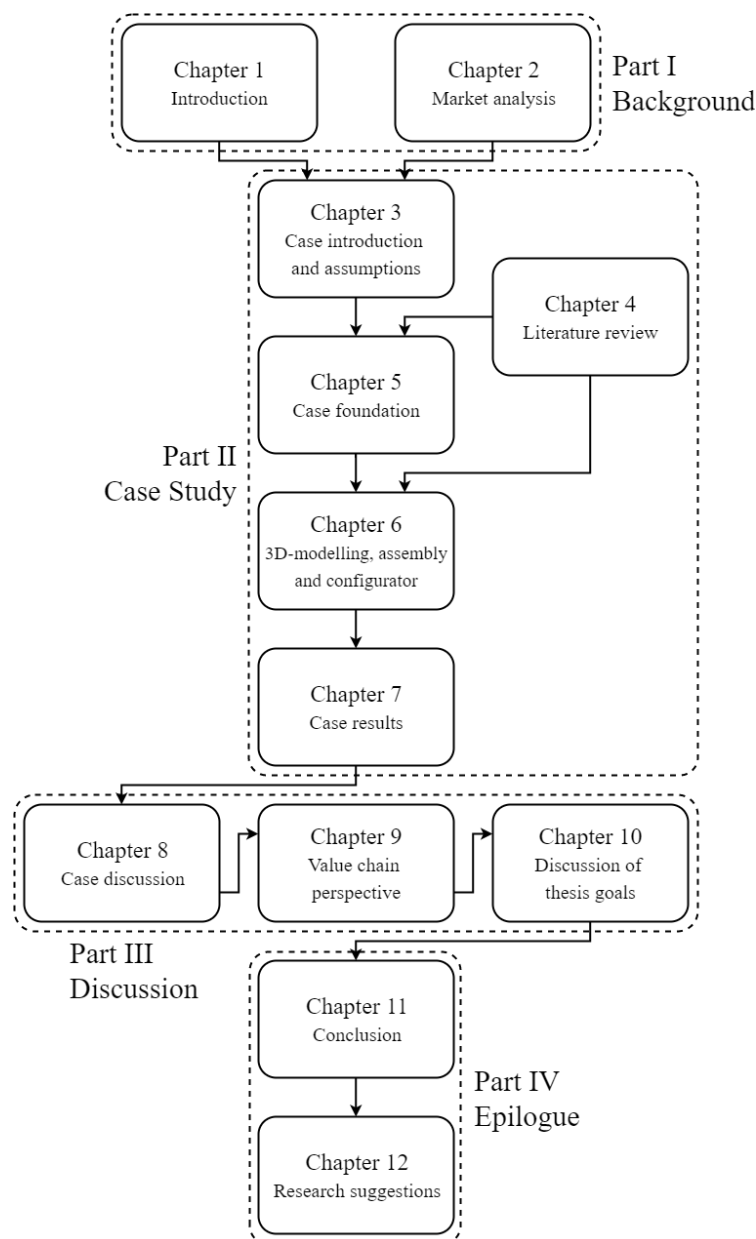 Chapter 1
Introduction
Chapter 2
Market analysis
Part I
Background
Chapter 3
Case introduction
and assumptions
Chapter 4
Literature review
Chapter 5
Case foundation
Part II
Case Study
Chapter 6
3D-modelling, assembly
and configurator
Chapter 7
Case results
Chapter 8
Case discussion
Chapter 9
Value chain
perspective
Chapter 10
Discussion of
thesis goals
Part III
Discussion
Chapter 11
Conclusion
Part IV
Epilogue
Chapter 12
Research suggestions